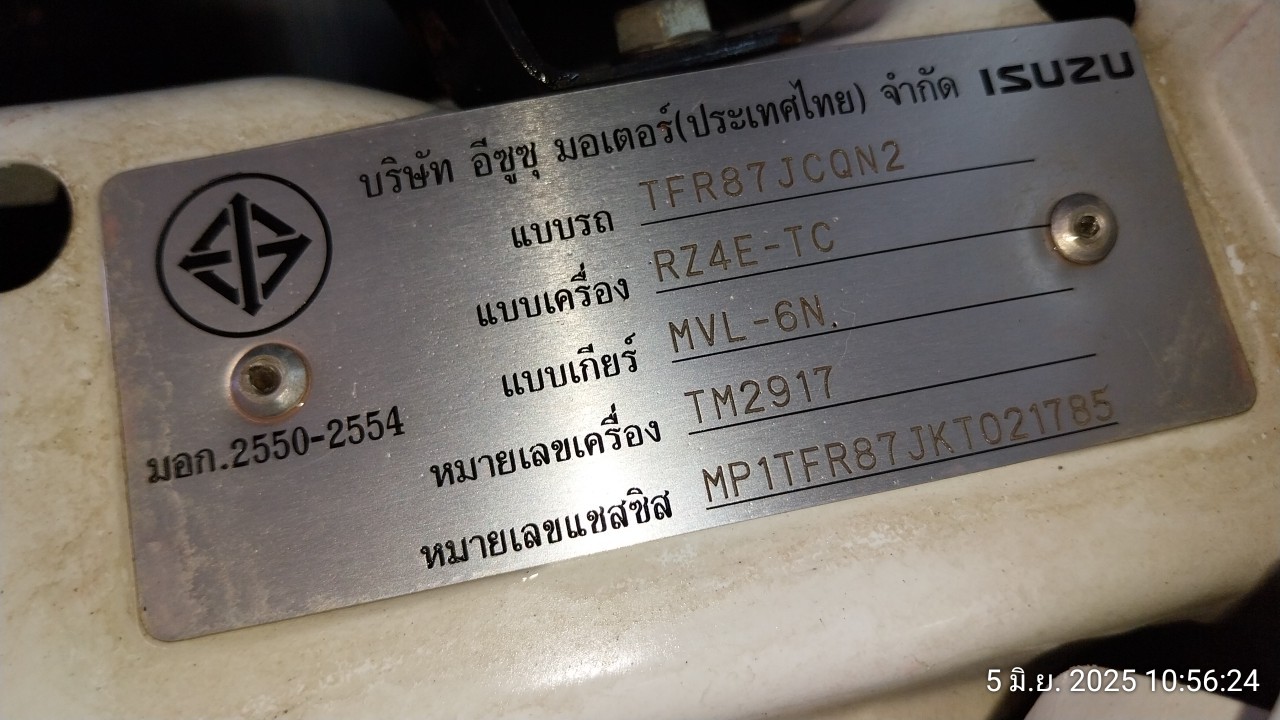 บริษัท อีซูซุ มอเตอร์(ประเทศไทย) จำกัด ISUZU
แบบรถ TFR87JCQN2
แบบเครื่อง RZ4E-TC
แบบเกียร์ MVL-6N.
หมายเลขเครื่อง TM2917
หมายเลขแชสซิส MP1TFR87JKT021785
มอก.2550-2554
5 มิ.ย. 2025 10:56:24